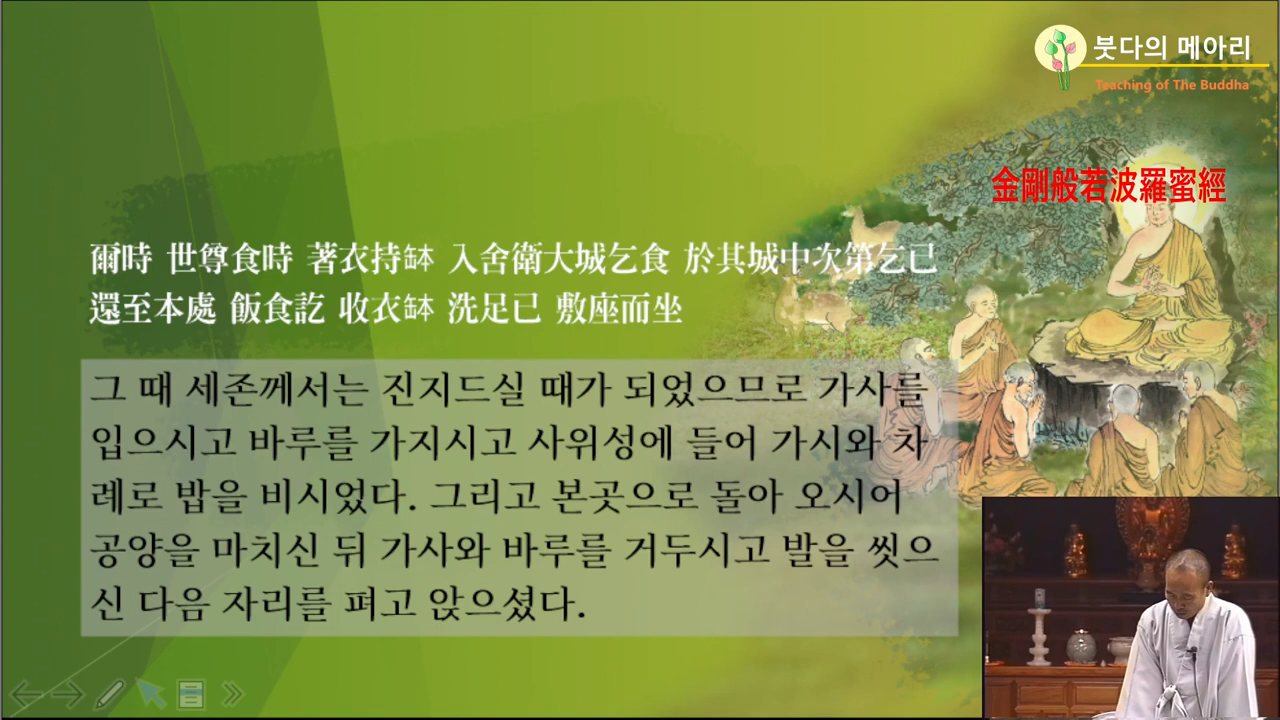 붓다의 메아리
Teaching of The Buddha
金剛般若波羅蜜經
爾時 世尊食時 著衣持缽 入舍衛大城乞食 於其城中次第乞已
還至本處 飯食訖 收衣缽 洗足已 敷座而坐
그 때 세존께서는 진지드실 때가 되었으므로 가사를
입으시고 바루를 가지시고 사위성에 들어 가시와 차
례로 밥을 비시었다. 그리고 본곳으로 돌아 오시어
공양을 마치신 뒤 가사와 바루를 거두시고 발을 씻으
신 다음 자리를 펴고 앉으셨다.